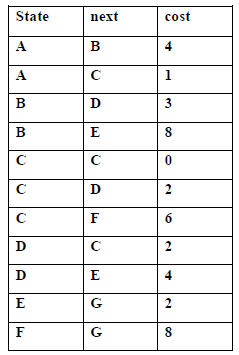 State next cost
A B 4
A C 1
B D 3
B E 8
C C 0
C D 2
C F 6
D C 2
D E 4
E G 2
F G 8